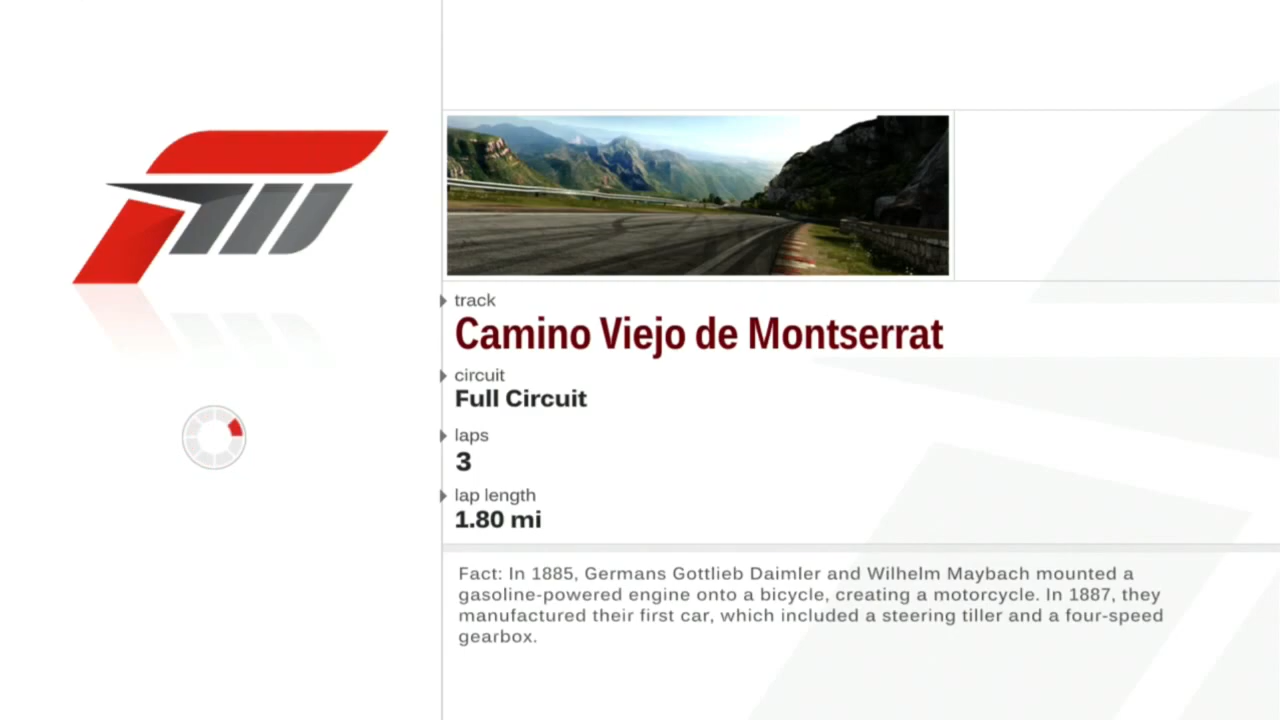 track
Camino Viejo de Montserrat
circuit
Full Circuit
laps
3
lap length
1.80 mi
Fact: In 1885, Germans Gottlieb Daimler and Wilhelm Maybach mounted a
gasoline-powered engine onto a bicycle, creating a motorcycle. In 1887, they
manufactured their first car, which included a steering tiller and a four-speed
gearbox.